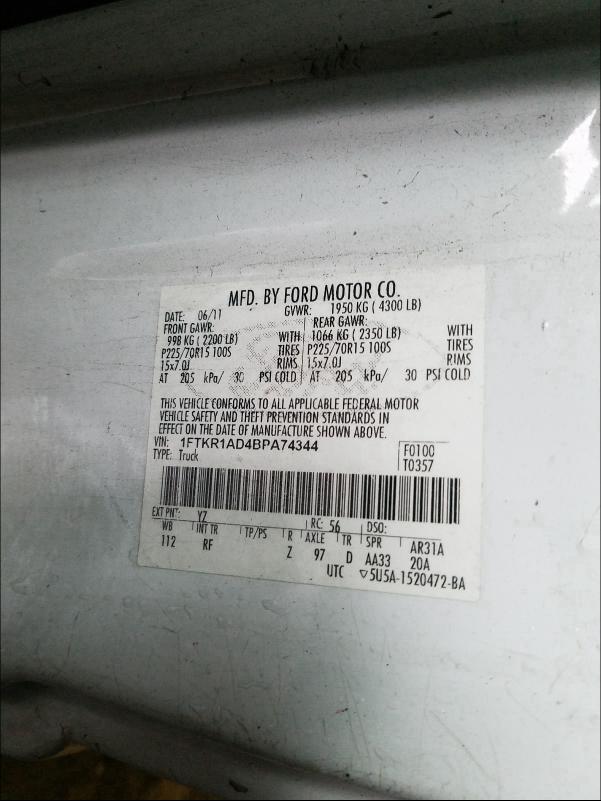 MFD. BY FORD MOTOR CO.
DATE: 06/11 GVWR: 1950 KG ( 4300 LB)
FRONT GAWR: REAR GAWR:
998 KG ( 2200 LB) WITH 1066 KG ( 2350 LB) WITH
P225/70R15 100S TIRES P225/70R15 100S TIRES
15x7.0J RIMS 15x7.0J RIMS
AT 205 kPa/ 30 PSI COLD AT 205 kPa/ 30 PSI COLD
THIS VEHICLE CONFORMS TO ALL APPLICABLE FEDERAL MOTOR
VEHICLE SAFETY AND THEFT PREVENTION STANDARDS IN
EFFECT ON THE DATE OF MANUFACTURE SHOWN ABOVE.
VIN: 1FTKR1AD4BPA74344 F0100
TYPE: Truck T0357
EXT PNT: YZ RC: 56 DSO:
WB INT TR TP/PS R AXLE TR SPR AR31A
112 RF Z 97 D AA33 20A
UTC ▽5U5A-1520472-BA